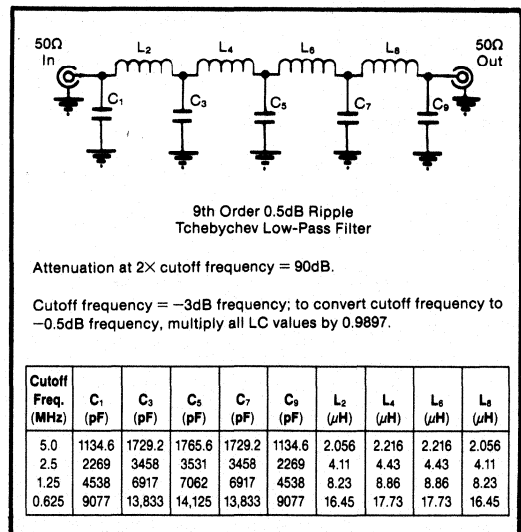 50Ω In L₂ L₄ L₆ L₈ 50Ω Out
C₁ C₃ C₅ C₇ C₉
9th Order 0.5dB Ripple
Tchebychev Low-Pass Filter
Attenuation at 2X cutoff frequency = 90dB.
Cutoff frequency = −3dB frequency; to convert cutoff frequency to
−0.5dB frequency, multiply all LC values by 0.9897.
Cutoff Freq. (MHz) C₁ (pF) C₃ (pF) C₅ (pF) C₇ (pF) C₉ (pF) L₂ (μH) L₄ (μH) L₆ (μH) L₈ (μH)
5.0 1134.6 1729.2 1765.6 1729.2 1134.6 2.056 2.216 2.216 2.056
2.5 2269 3458 3531 3458 2269 4.11 4.43 4.43 4.11
1.25 4538 6917 7062 6917 4538 8.23 8.86 8.86 8.23
0.625 9077 13,833 14,125 13,833 9077 16.45 17.73 17.73 16.45